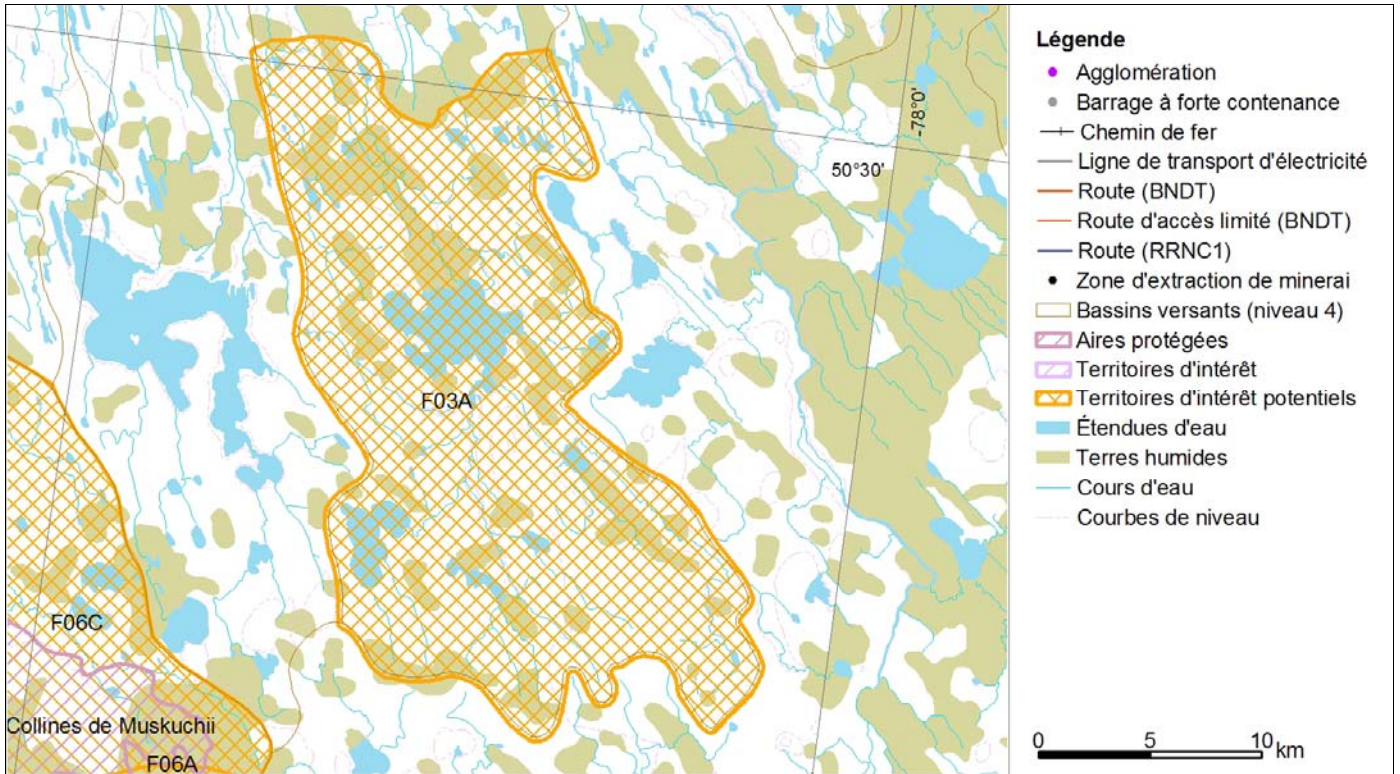 -78°0'
50°30'
F03A
F06C
Collines de Muskuchii
F06A
Légende
Agglomération
Barrage à forte contenance
Chemin de fer
Ligne de transport d'électricité
Route (BNDT)
Route d'accès limité (BNDT)
Route (RRNC1)
Zone d'extraction de minerai
Bassins versants (niveau 4)
Aires protégées
Territoires d'intérêt
Territoires d'intérêt potentiels
Étendues d'eau
Terres humides
Cours d'eau
Courbes de niveau
0 5 10 km